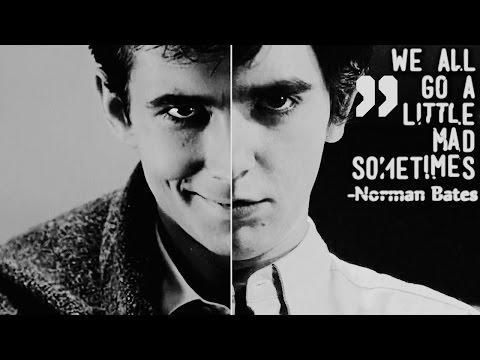 WE ALL
” GO A
LITTLE
MAD
SOMETIMES
-Norman Bates